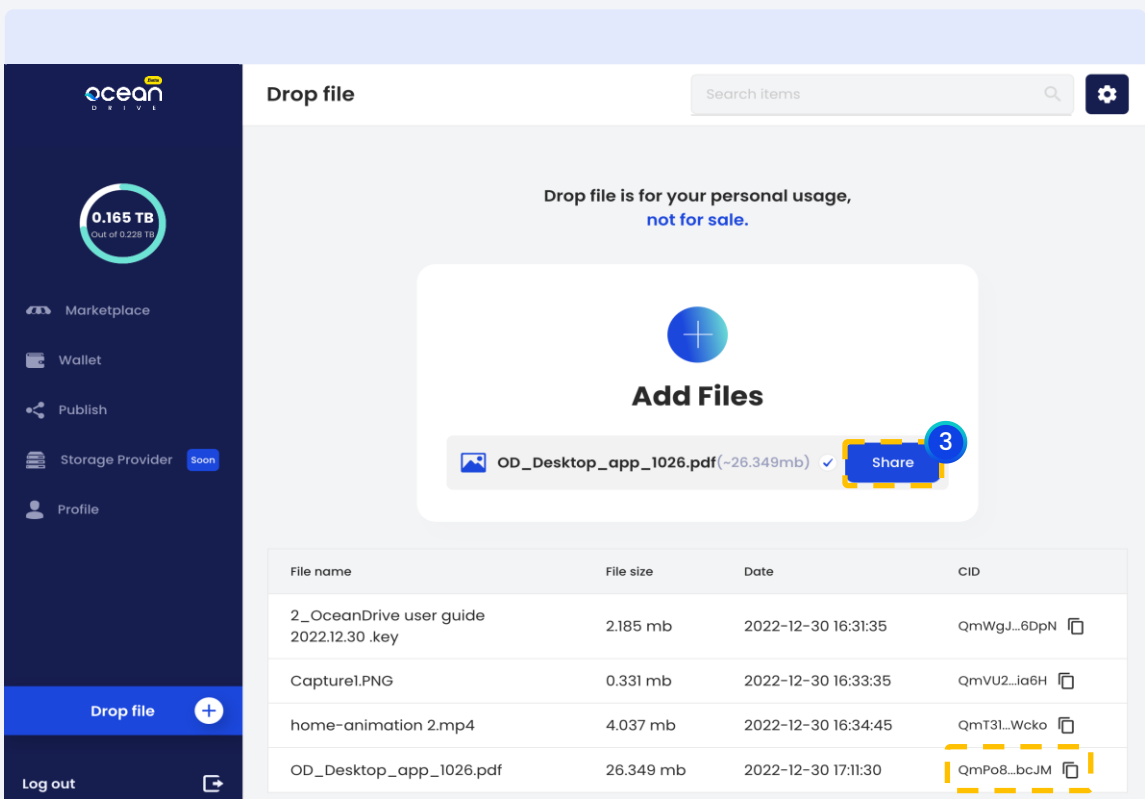 Beta
ocean
DRIVE
Drop file
Search items
0.165 TB
Out of 0.228 TB
Marketplace
Wallet
Publish
Storage Provider Soon
Profile
Drop file
Log out
Drop file is for your personal usage,
not for sale.
Add Files
OD_Desktop_app_1026.pdf(~26.349mb) Share 3
File name File size Date CID
2_OceanDrive user guide
2022.12.30 .key 2.185 mb 2022-12-30 16:31:35 QmWgJ...6DpN
Capture1.PNG 0.331 mb 2022-12-30 16:33:35 QmVU2...ia6H
home-animation 2.mp4 4.037 mb 2022-12-30 16:34:45 QmT31...Wcko
OD_Desktop_app_1026.pdf 26.349 mb 2022-12-30 17:11:30 QmPo8...bcJM